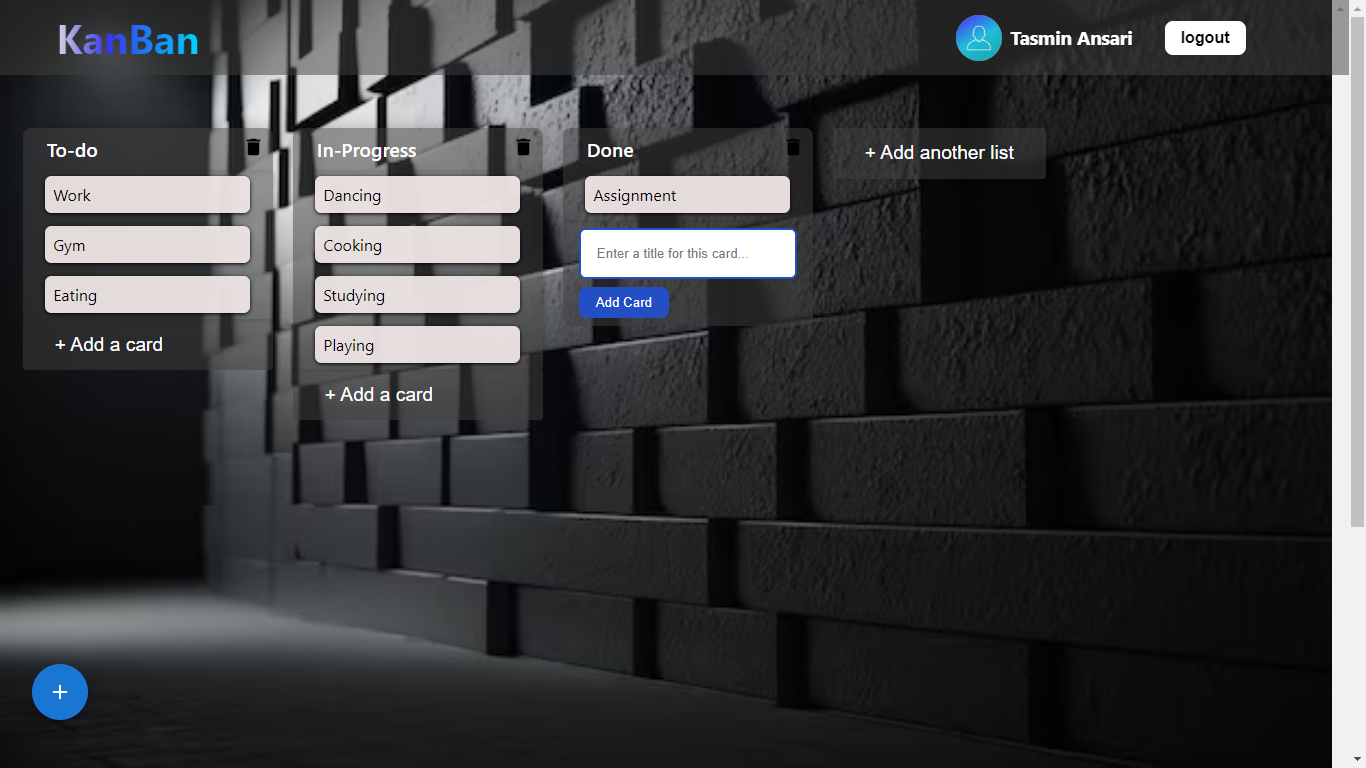 KanBan
Tasmin Ansari
logout
To-do
Work
Gym
Eating
+ Add a card
In-Progress
Dancing
Cooking
Studying
Playing
+ Add a card
Done
Assignment
Enter a title for this card...
Add Card
+ Add another list
+